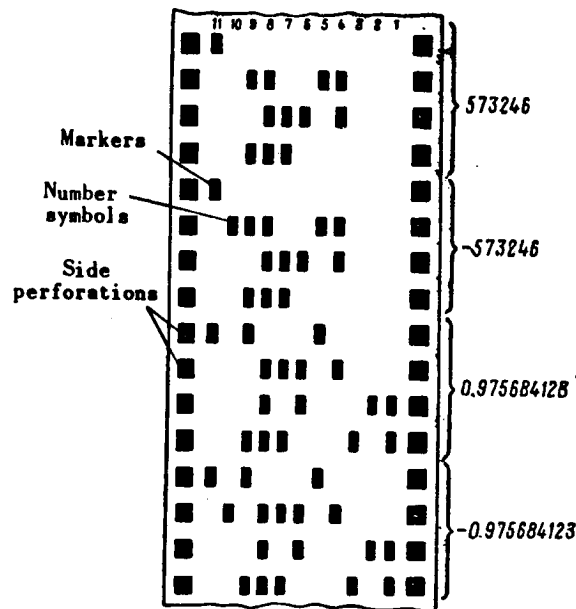 11 10 9 8 7 6 5 4 3 2 1
573246
Markers
Number
symbols
-573246
Side
perforations
0.975684128
-0.975684123